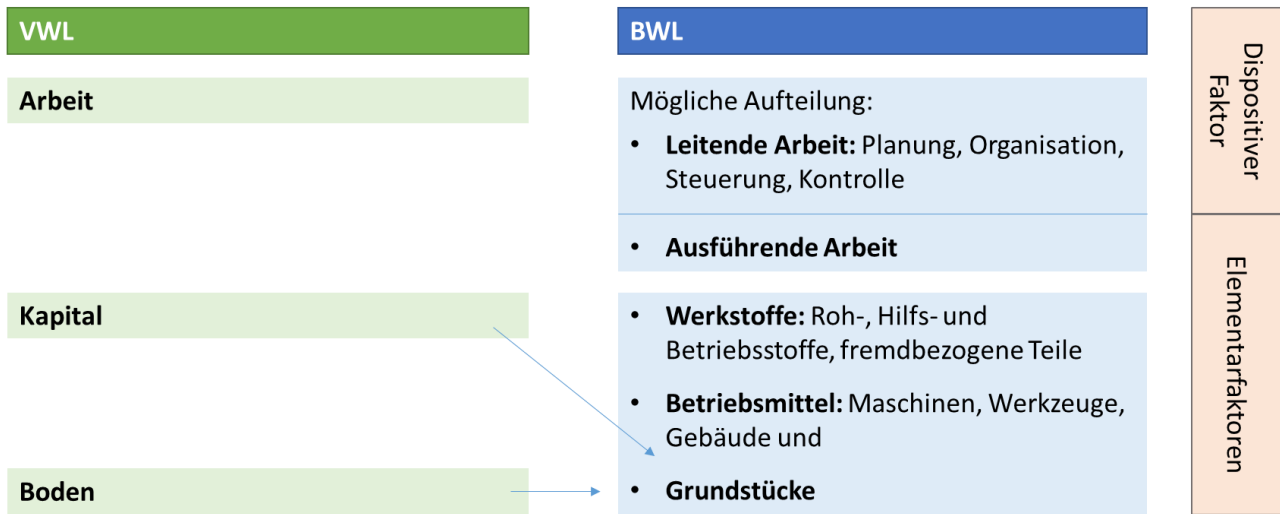 VWL
BWL
Arbeit
Mögliche Aufteilung:
• Leitende Arbeit: Planung, Organisation,
Steuerung, Kontrolle
• Ausführende Arbeit
Kapital
• Werkstoffe: Roh-, Hilfs- und
Betriebsstoffe, fremdbezogene Teile
• Betriebsmittel: Maschinen, Werkzeuge,
Gebäude und
Boden
• Grundstücke
Dispositiver
Faktor
Elementarfaktoren